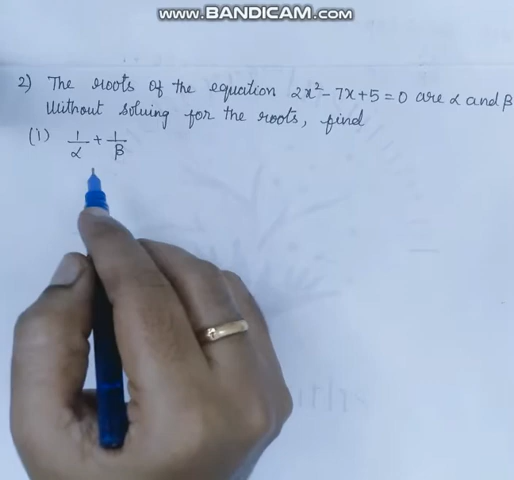 www.BANDICAM.com
2) The roots of the equation 2x² - 7x + 5 = 0 are α and β
Without solving for the roots, find
(i) 1/α + 1/β